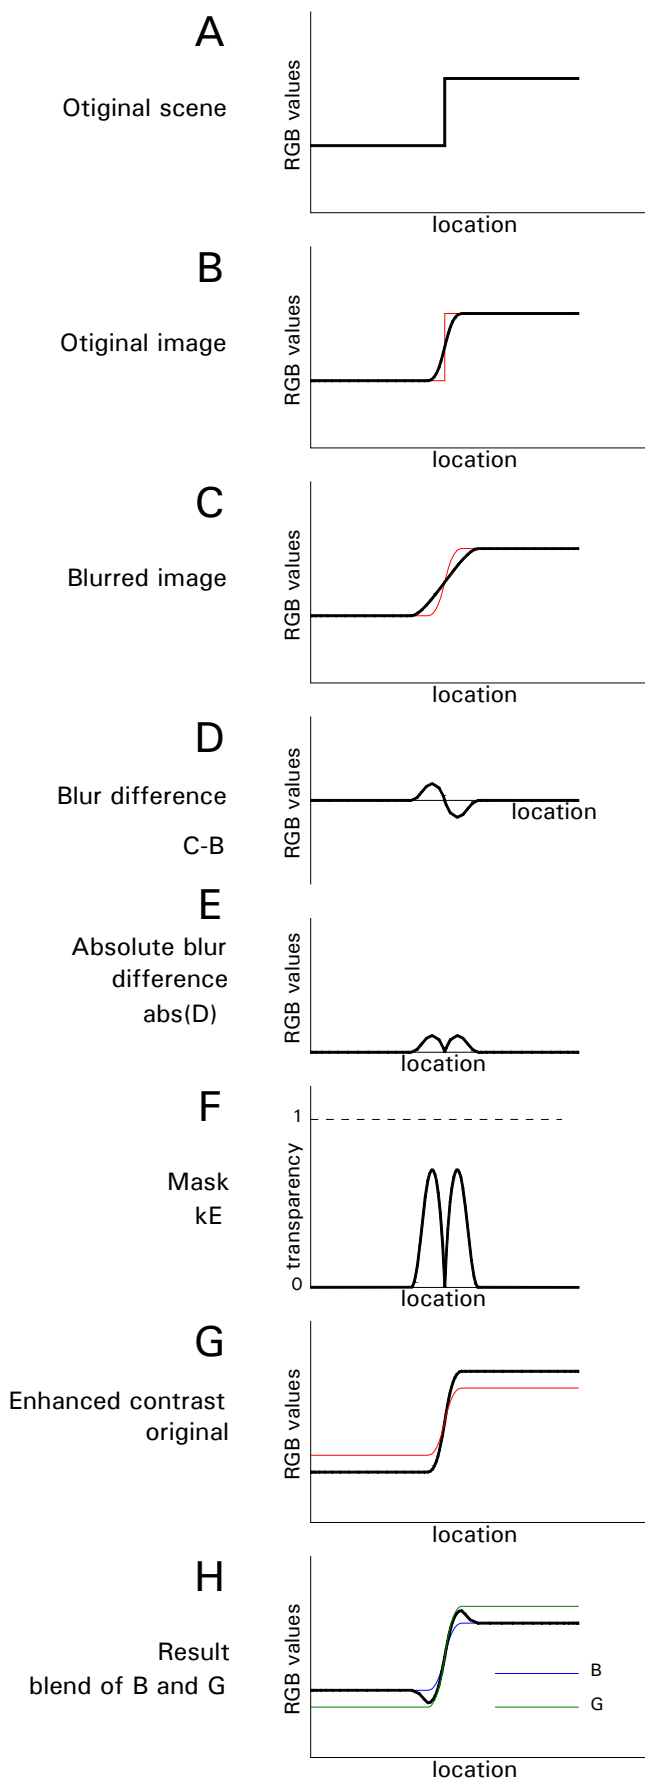 A
Otiginal scene
RGB values
location
B
Otiginal image
RGB values
location
C
Blurred image
RGB values
location
D
Blur difference
C-B
RGB values
location
E
Absolute blur
difference
abs(D)
RGB values
location
F
Mask
kE
1
transparency
0
location
G
Enhanced contrast
original
RGB values
location
H
Result
blend of B and G
RGB values
B
G
location